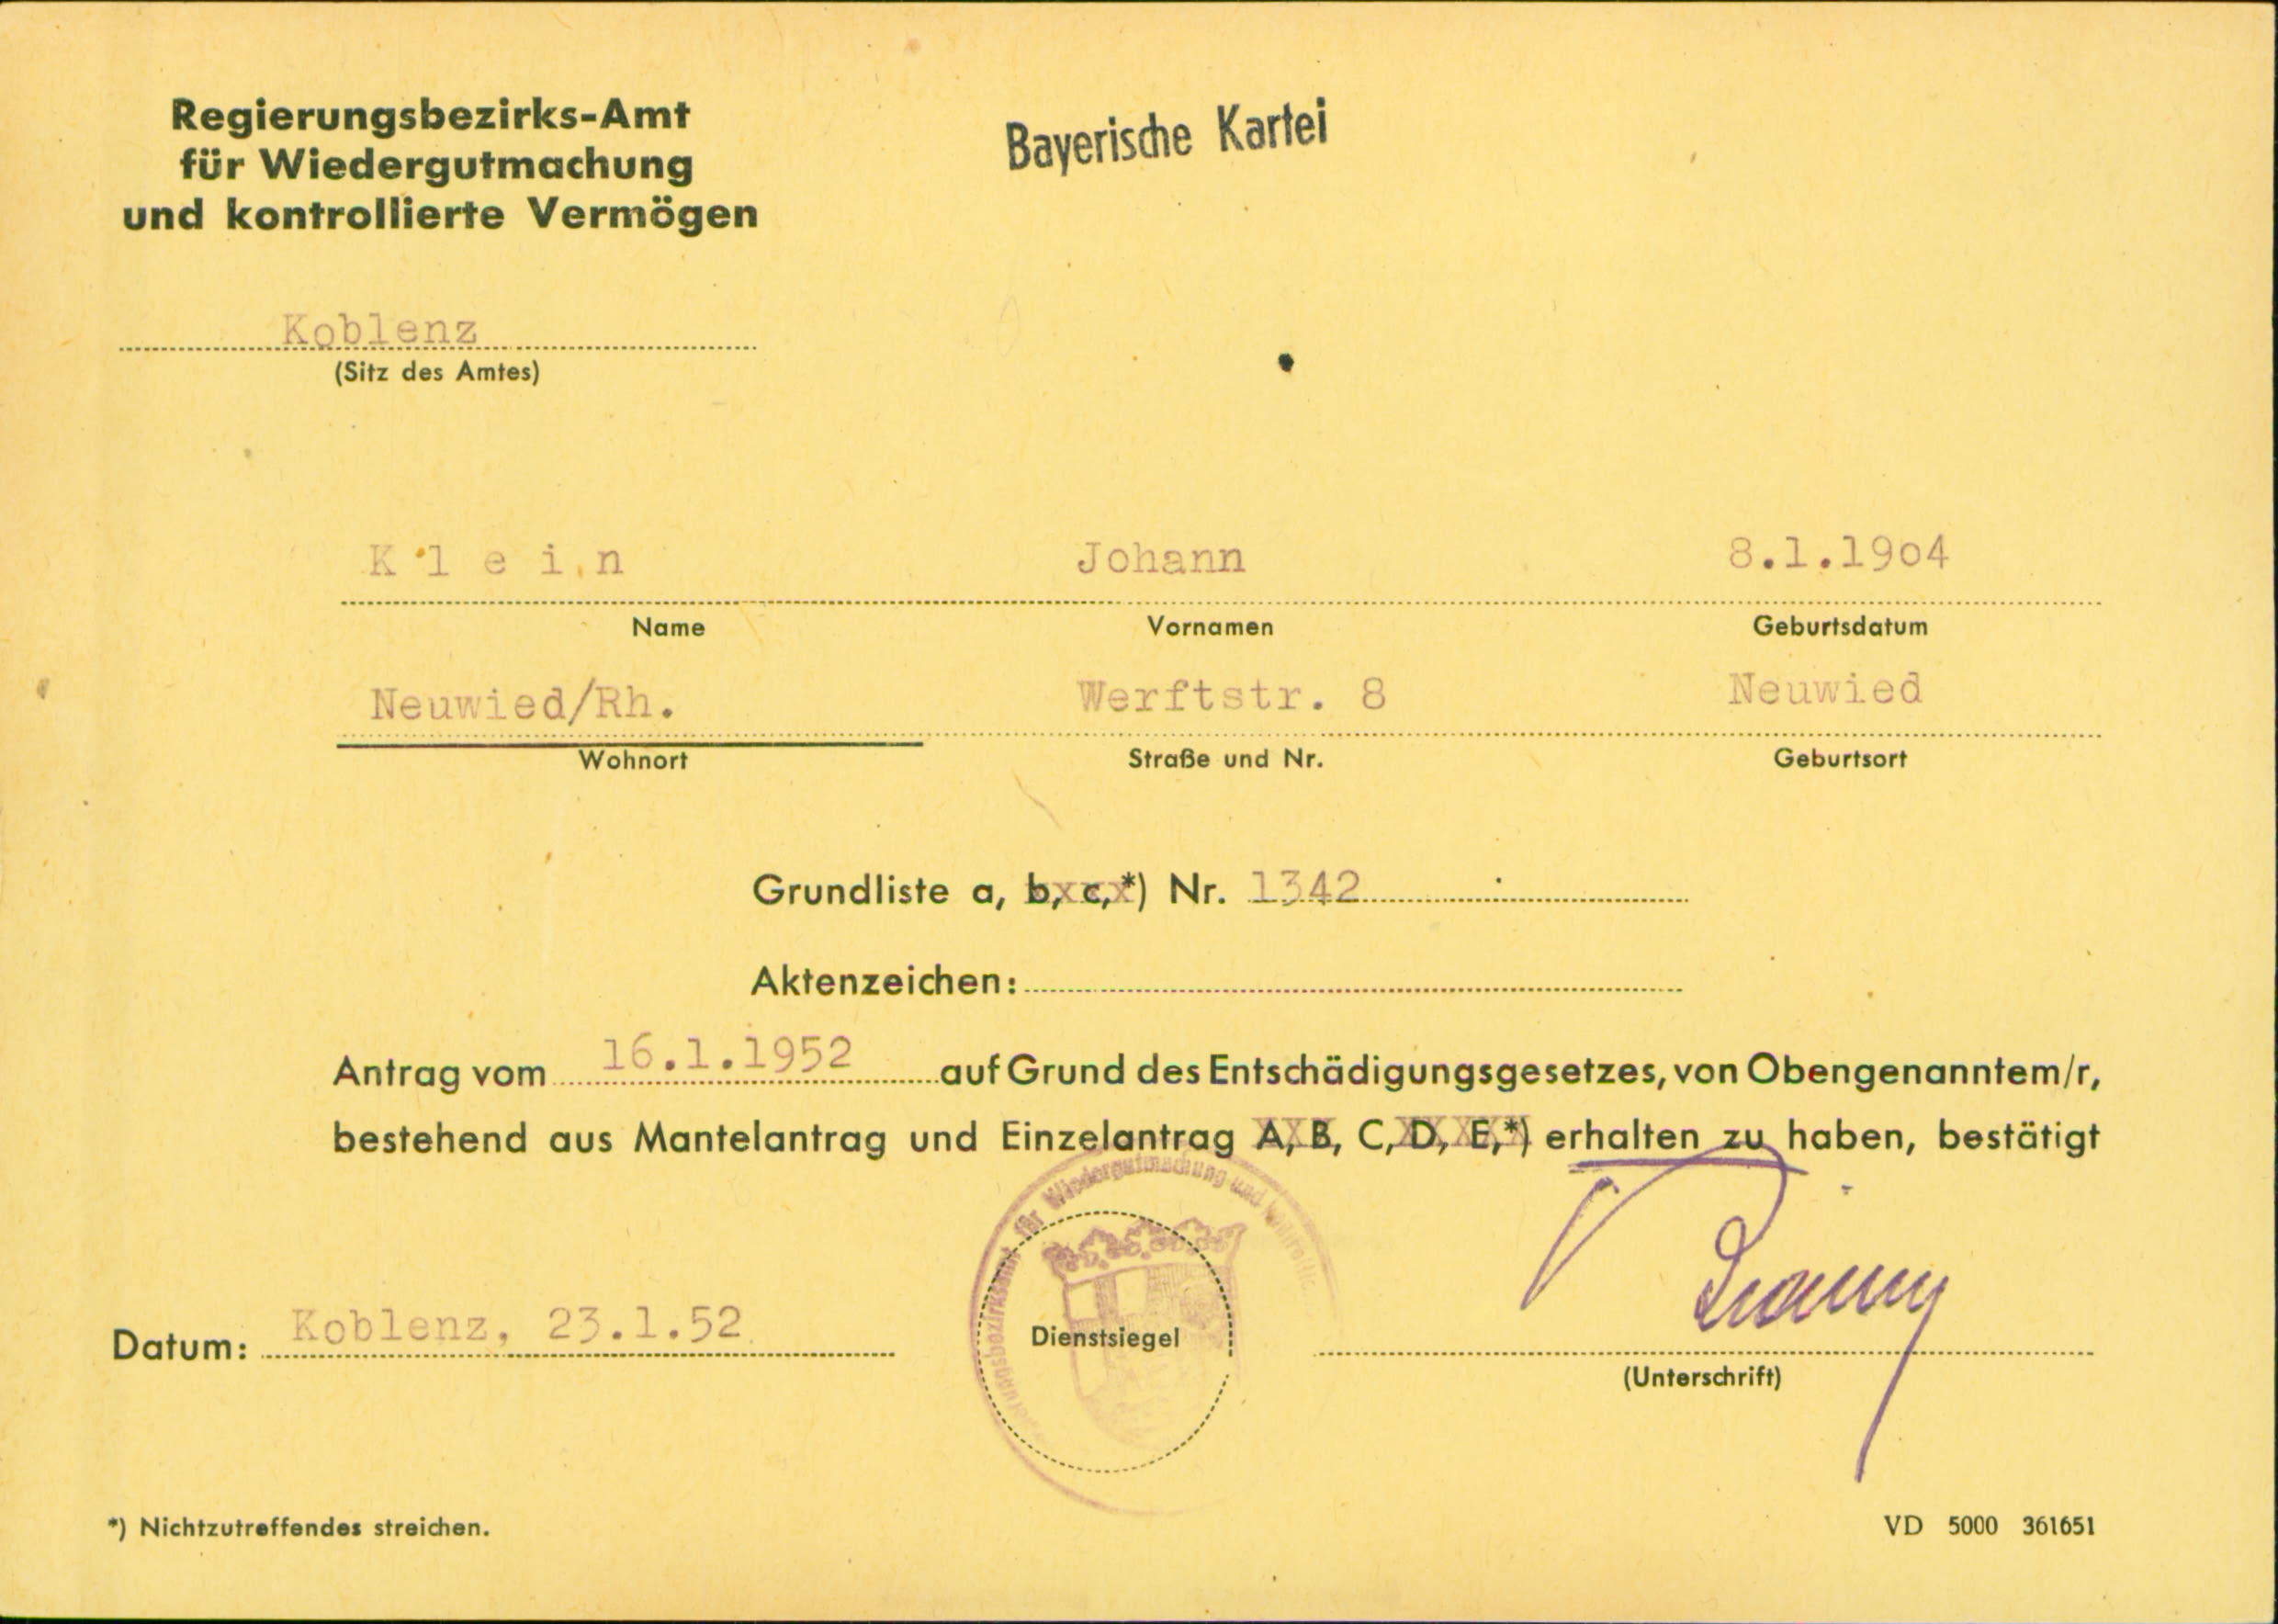 Regierungsbezirks-Amt
für Wiedergutmachung
und kontrollierte Vermögen
Bayerische Kartei
Koblenz
(Sitz des Amtes)
Klein Johann 8.1.1904
Name Vornamen Geburtsdatum
Neuwied/Rh. Werftstr. 8 Neuwied
Wohnort Straße und Nr. Geburtsort
Grundliste a, b, c,*) Nr. 1342
Aktenzeichen:
Antrag vom 16.1.1952 auf Grund des Entschädigungsgesetzes, von Obengenanntem/r,
bestehend aus Mantelantrag und Einzelantrag A, B, C, D, E,*) erhalten zu haben, bestätigt
für Wiedergutmachung und
Datum: Koblenz, 23.1.52
Dienstsiegel
(Unterschrift)
*) Nichtzutreffendes streichen.
VD 5000 361651